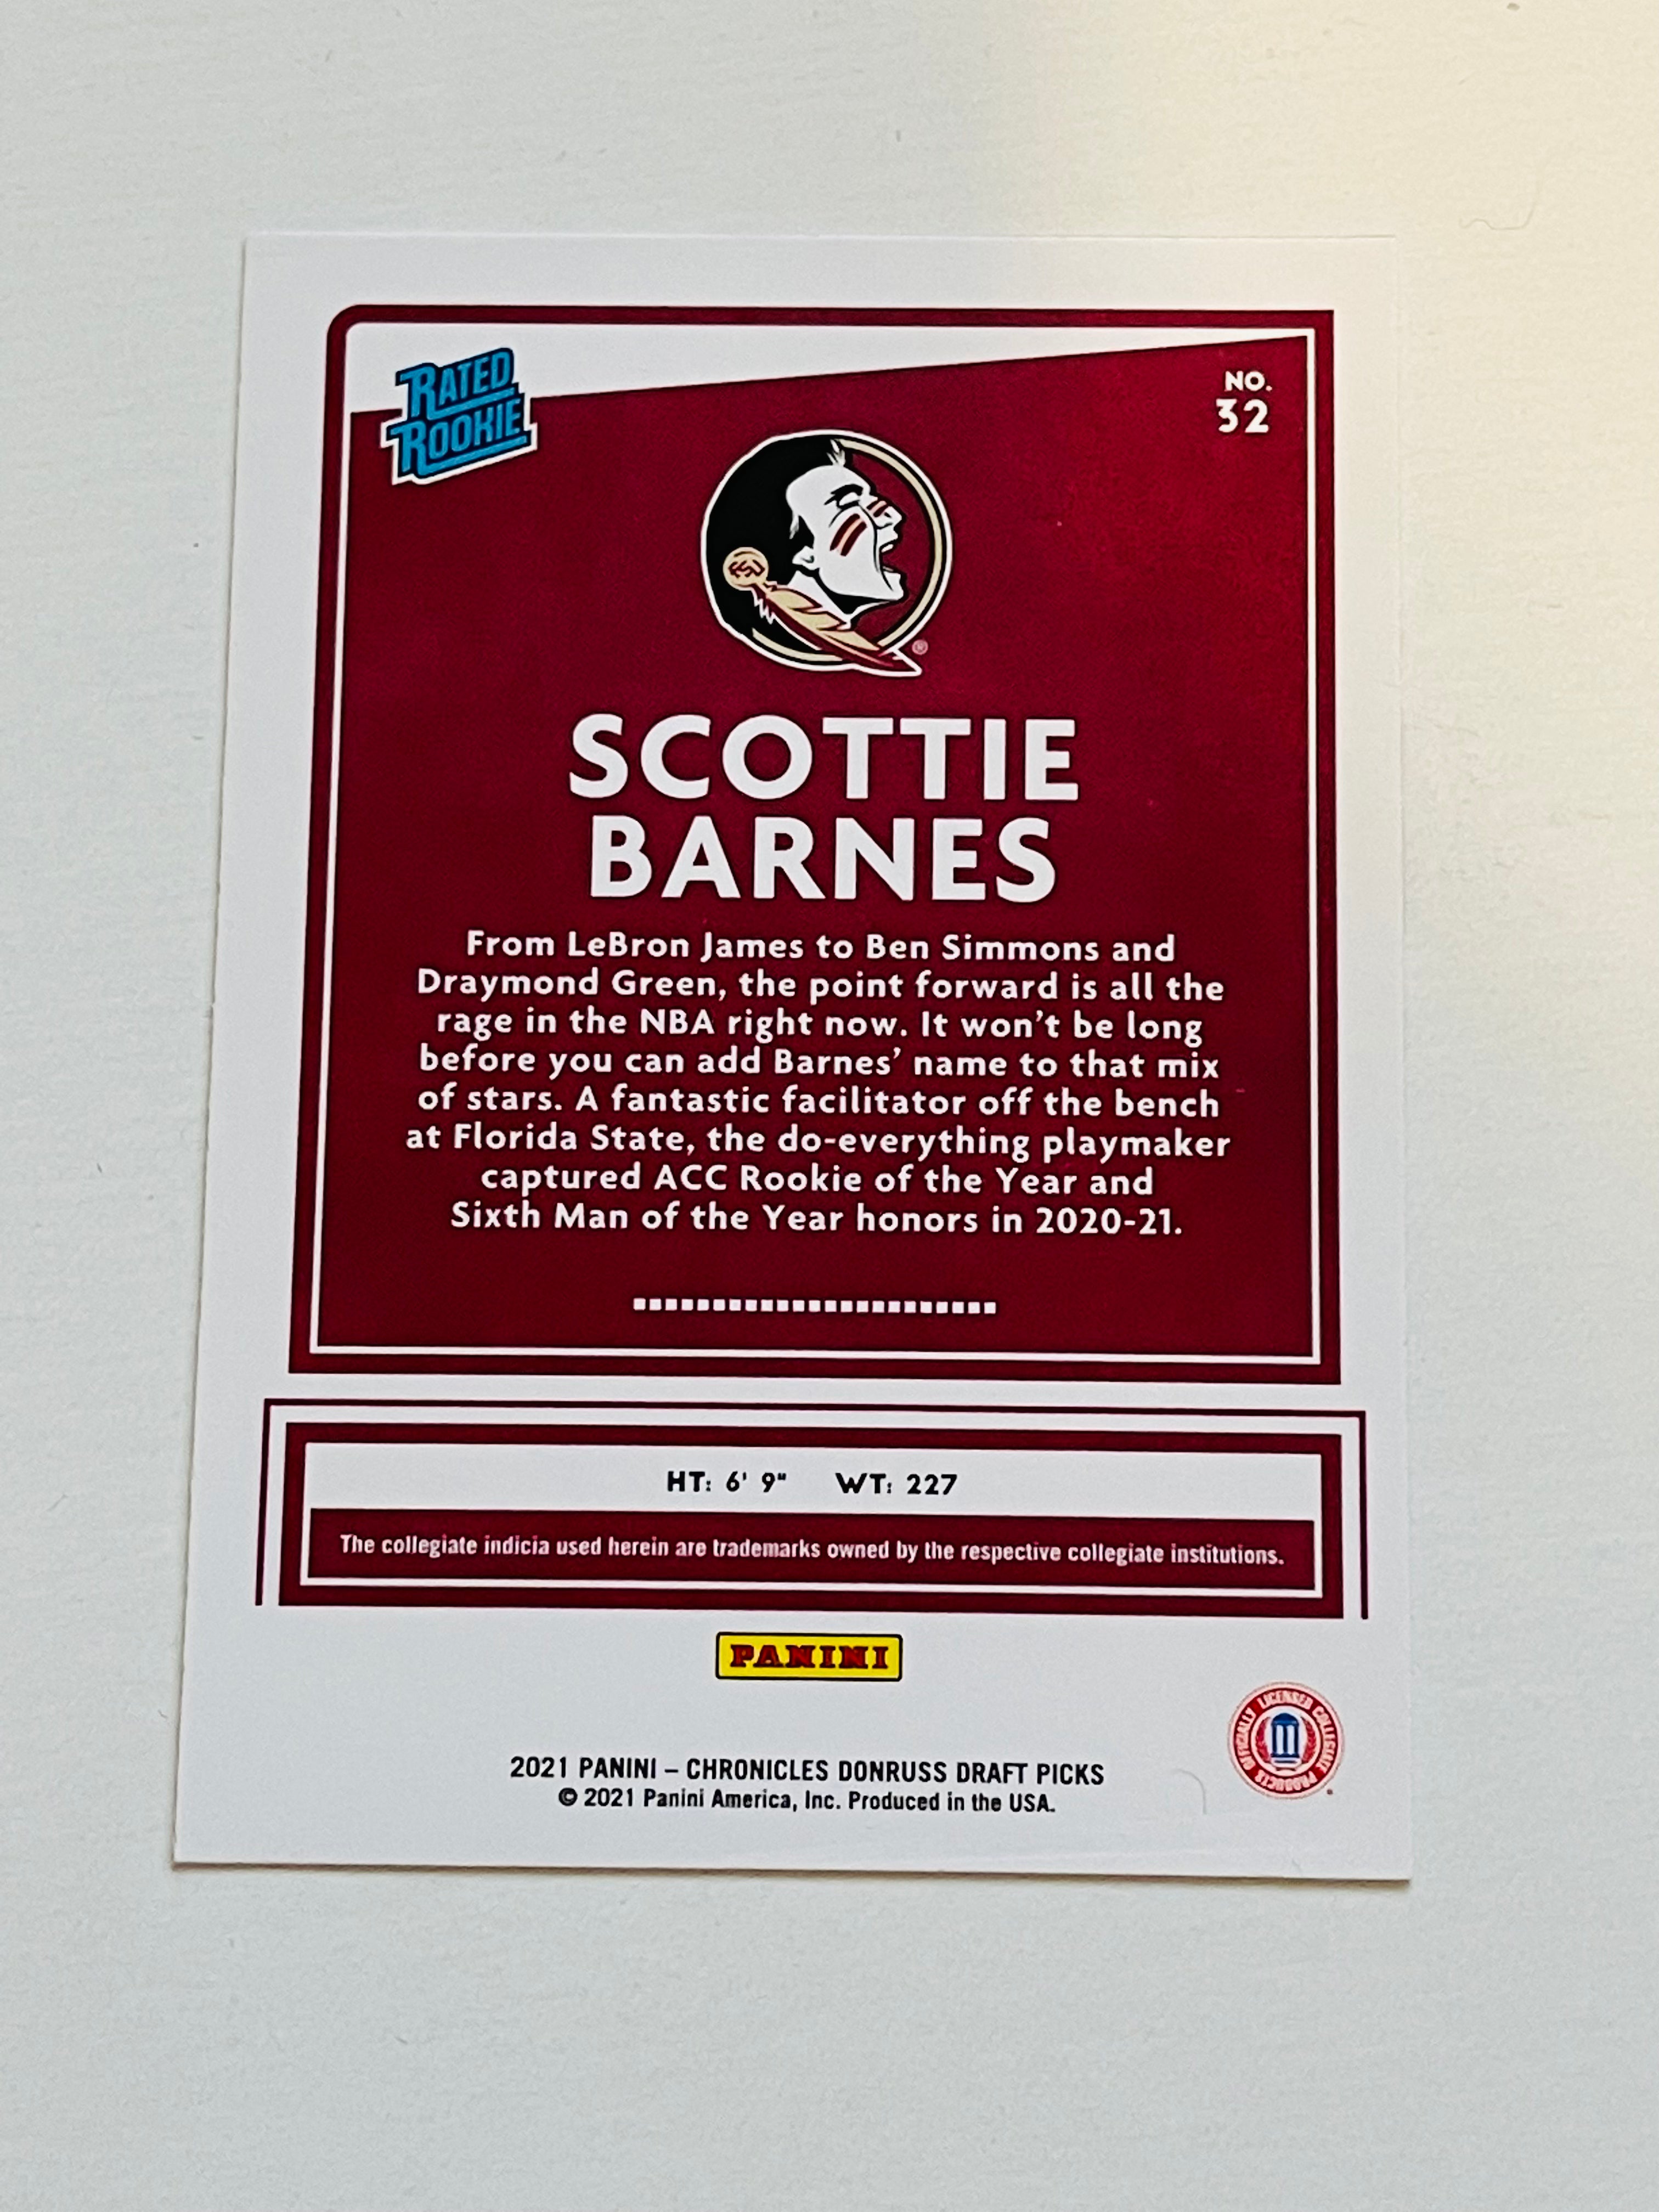 RATED
ROOKIE
NO.
32
FSU
®
SCOTTIE
BARNES
From LeBron James to Ben Simmons and
Draymond Green, the point forward is all the
rage in the NBA right now. It won't be long
before you can add Barnes' name to that mix
of stars. A fantastic facilitator off the bench
at Florida State, the do-everything playmaker
captured ACC Rookie of the Year and
Sixth Man of the Year honors in 2020-21.
HT: 6' 9" WT: 227
The collegiate indicia used herein are trademarks owned by the respective collegiate institutions.
PANINI
OFFICIALLY LICENSED COLLEGIATE PRODUCTS
2021 PANINI – CHRONICLES DONRUSS DRAFT PICKS
© 2021 Panini America, Inc. Produced in the USA.